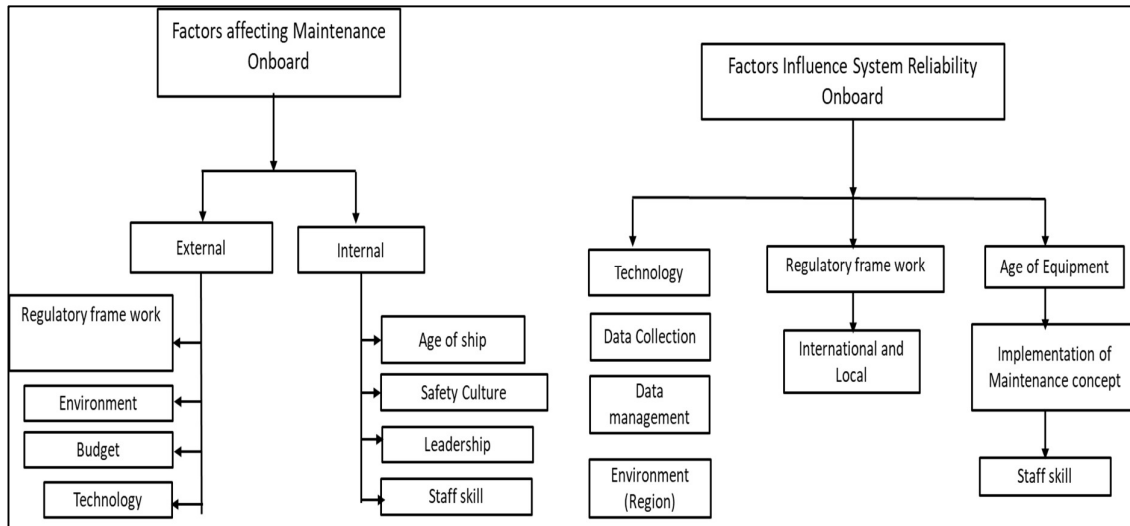 Factors affecting Maintenance
Onboard
External
Internal
Regulatory frame work
Environment
Budget
Technology
Age of ship
Safety Culture
Leadership
Staff skill
Factors Influence System Reliability
Onboard
Technology
Data Collection
Data
management
Environment
(Region)
Regulatory frame work
International and
Local
Age of Equipment
Implementation of
Maintenance concept
Staff skill